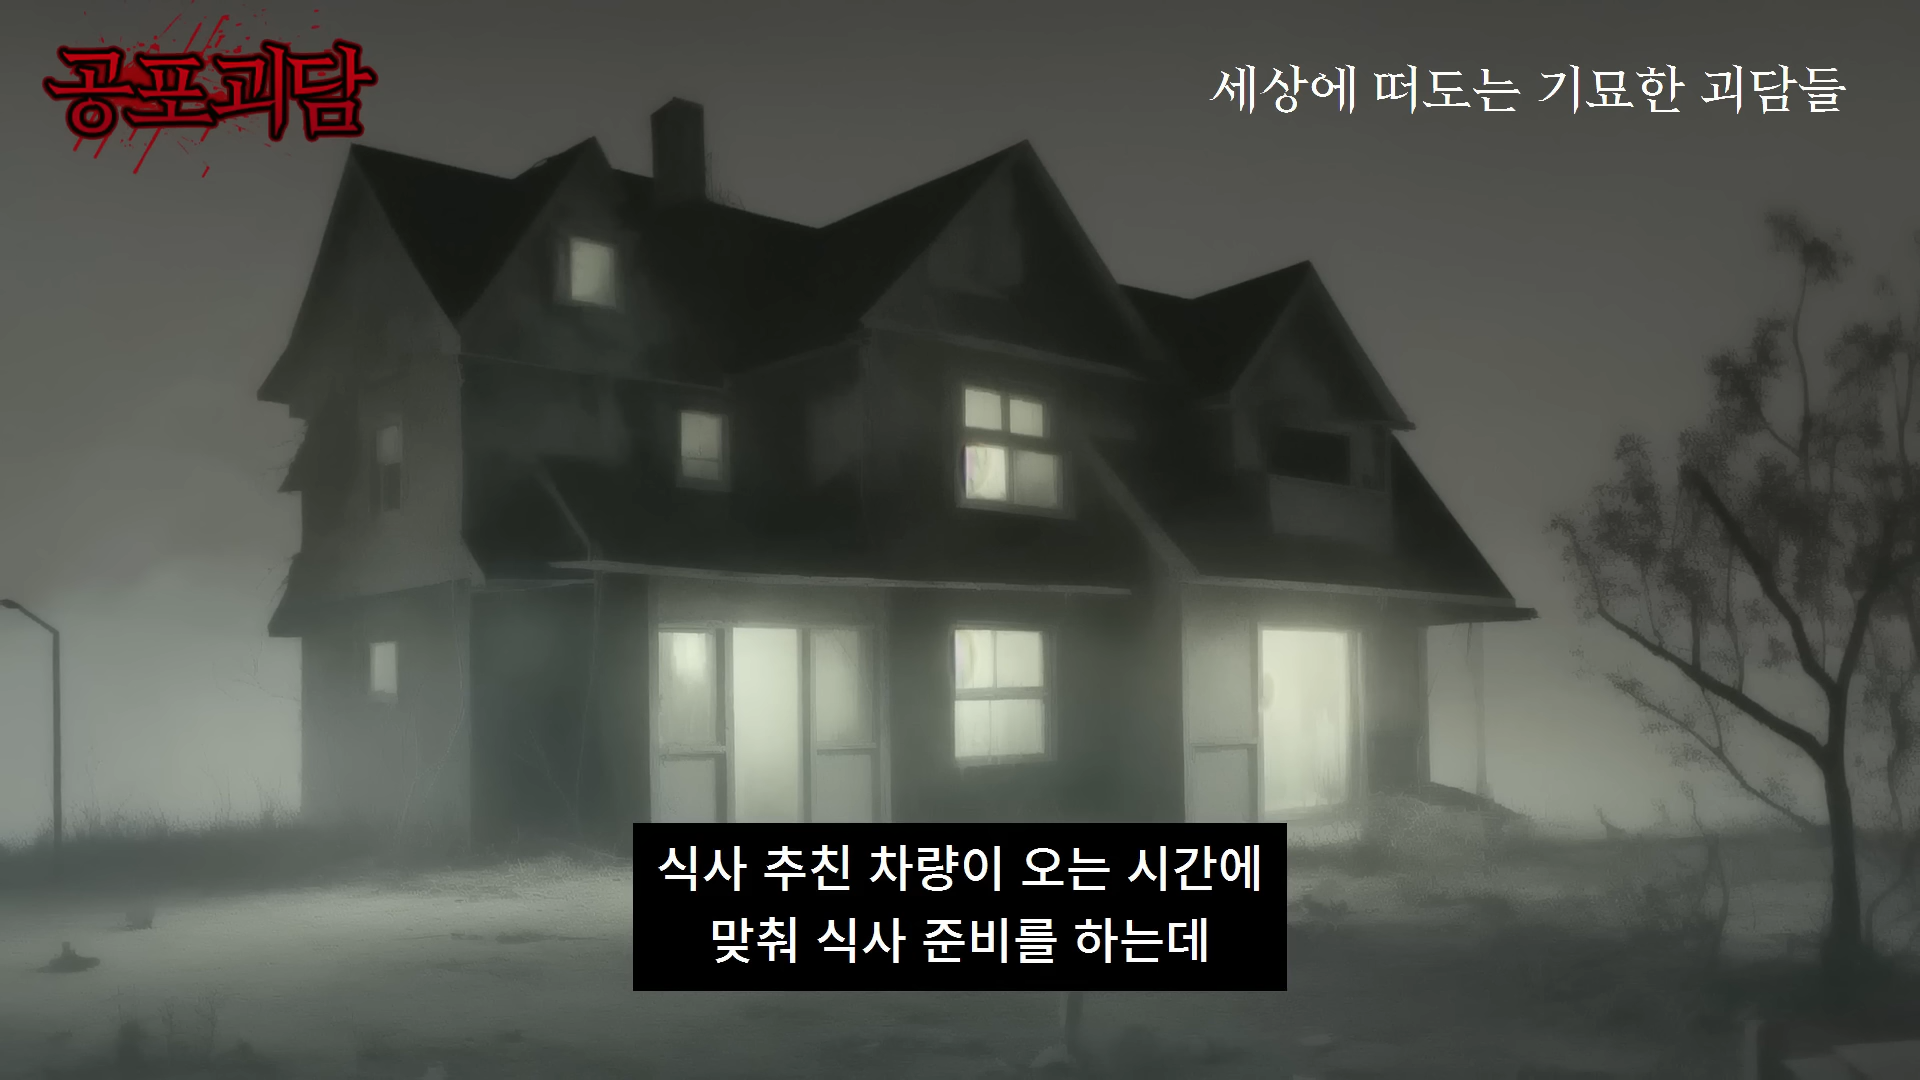 공포괴담
세상에 떠도는 기묘한 괴담들
식사 추친 차량이 오는 시간에
맞춰 식사 준비를 하는데